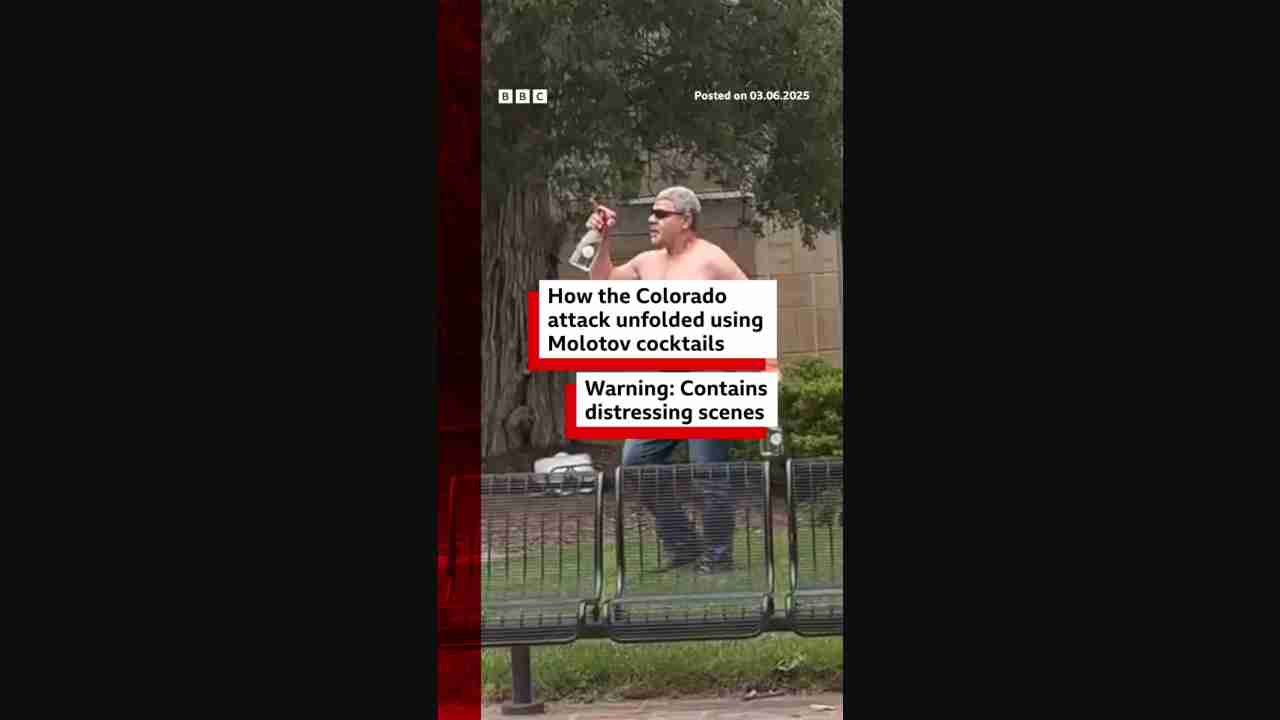 BBC
Posted on 03.06.2025
How the Colorado
attack unfolded using
Molotov cocktails
Warning: Contains
distressing scenes